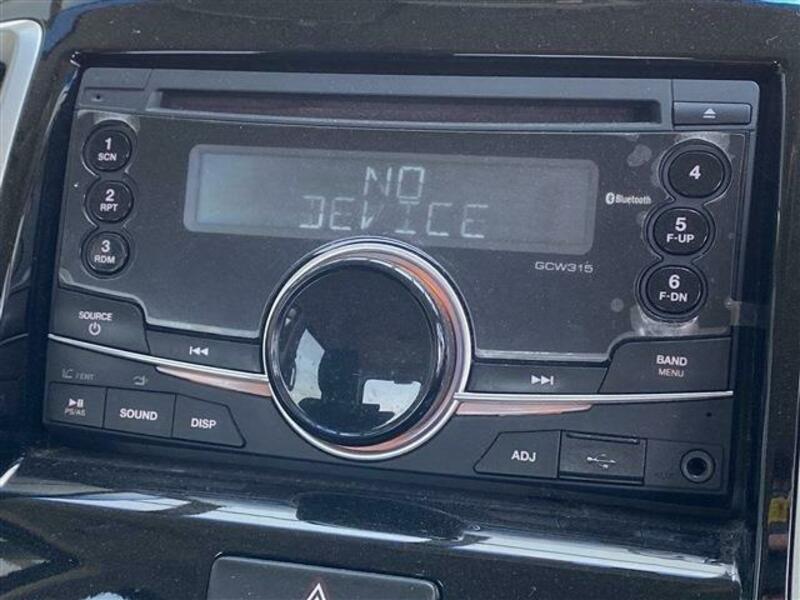 1
SCN
2
RPT
3
RDM
NO
DEVICE
Bluetooth
4
5
F-UP
6
F-DN
GCW315
SOURCE
BAND
MENU
/ ENT
PS/AS
SOUND
DISP
ADJ